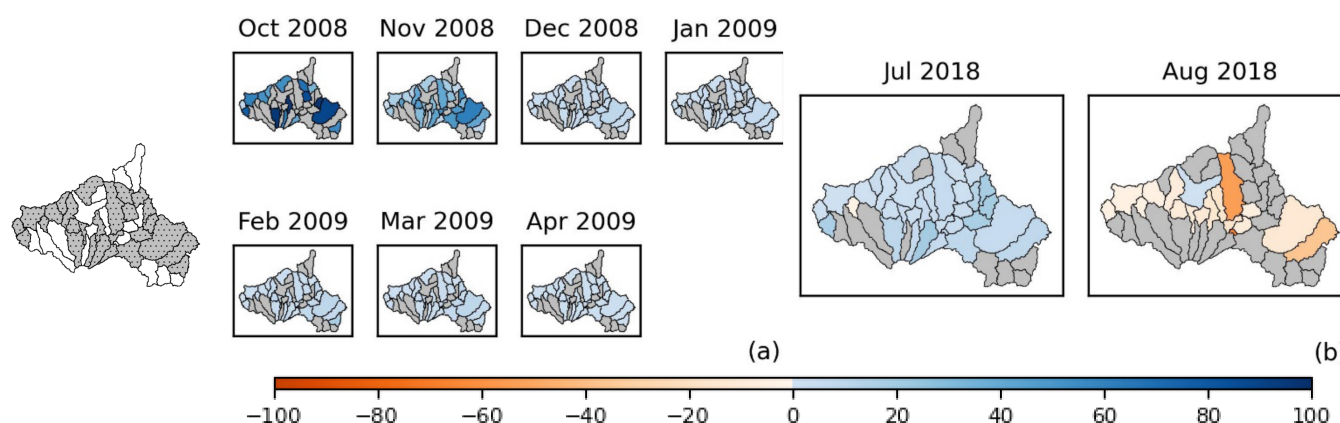 Oct 2008 Nov 2008 Dec 2008 Jan 2009
Jul 2018 Aug 2018
Feb 2009 Mar 2009 Apr 2009
(a) (b
−100 −80 −60 −40 −20 0 20 40 60 80 100